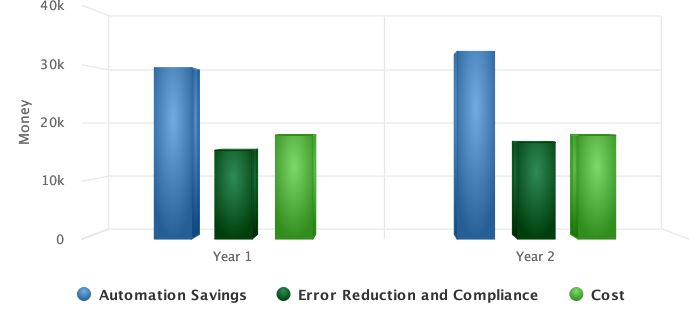 40k
30k
20k
10k
0
Money
Year 1
Year 2
Automation Savings
Error Reduction and Compliance
Cost